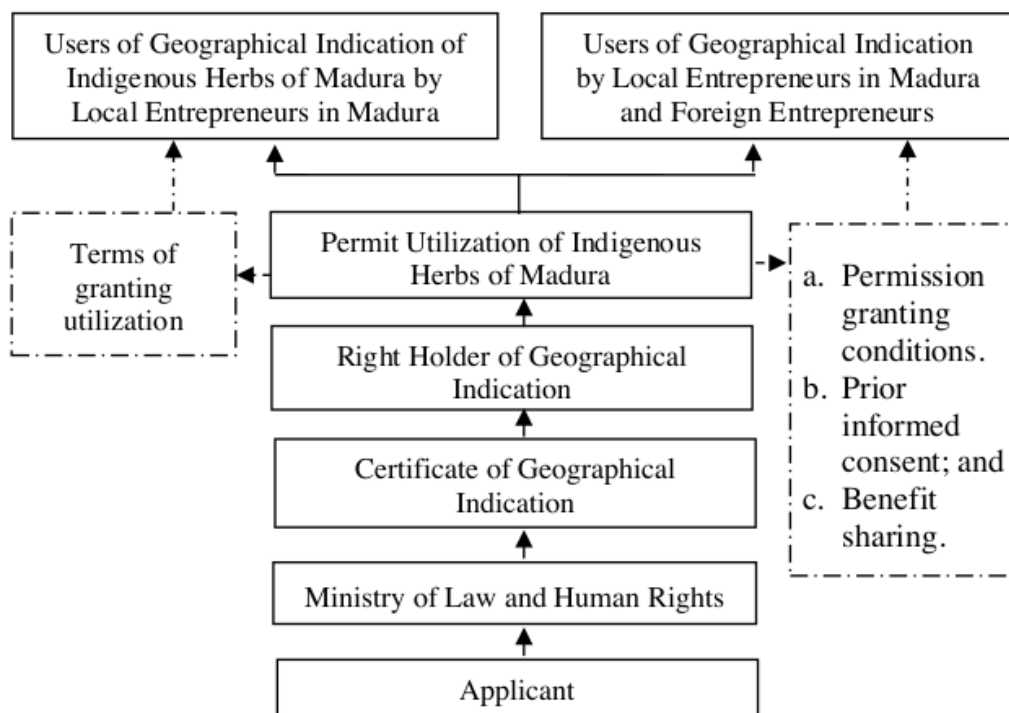 Users of Geographical Indication of
Indigenous Herbs of Madura by
Local Entrepreneurs in Madura
Users of Geographical Indication
by Local Entrepreneurs in Madura
and Foreign Entrepreneurs
Terms of
granting
utilization
Permit Utilization of Indigenous
Herbs of Madura
a. Permission
granting
conditions.
b. Prior
informed
consent; and
c. Benefit
sharing.
Right Holder of Geographical
Indication
Certificate of Geographical
Indication
Ministry of Law and Human Rights
Applicant